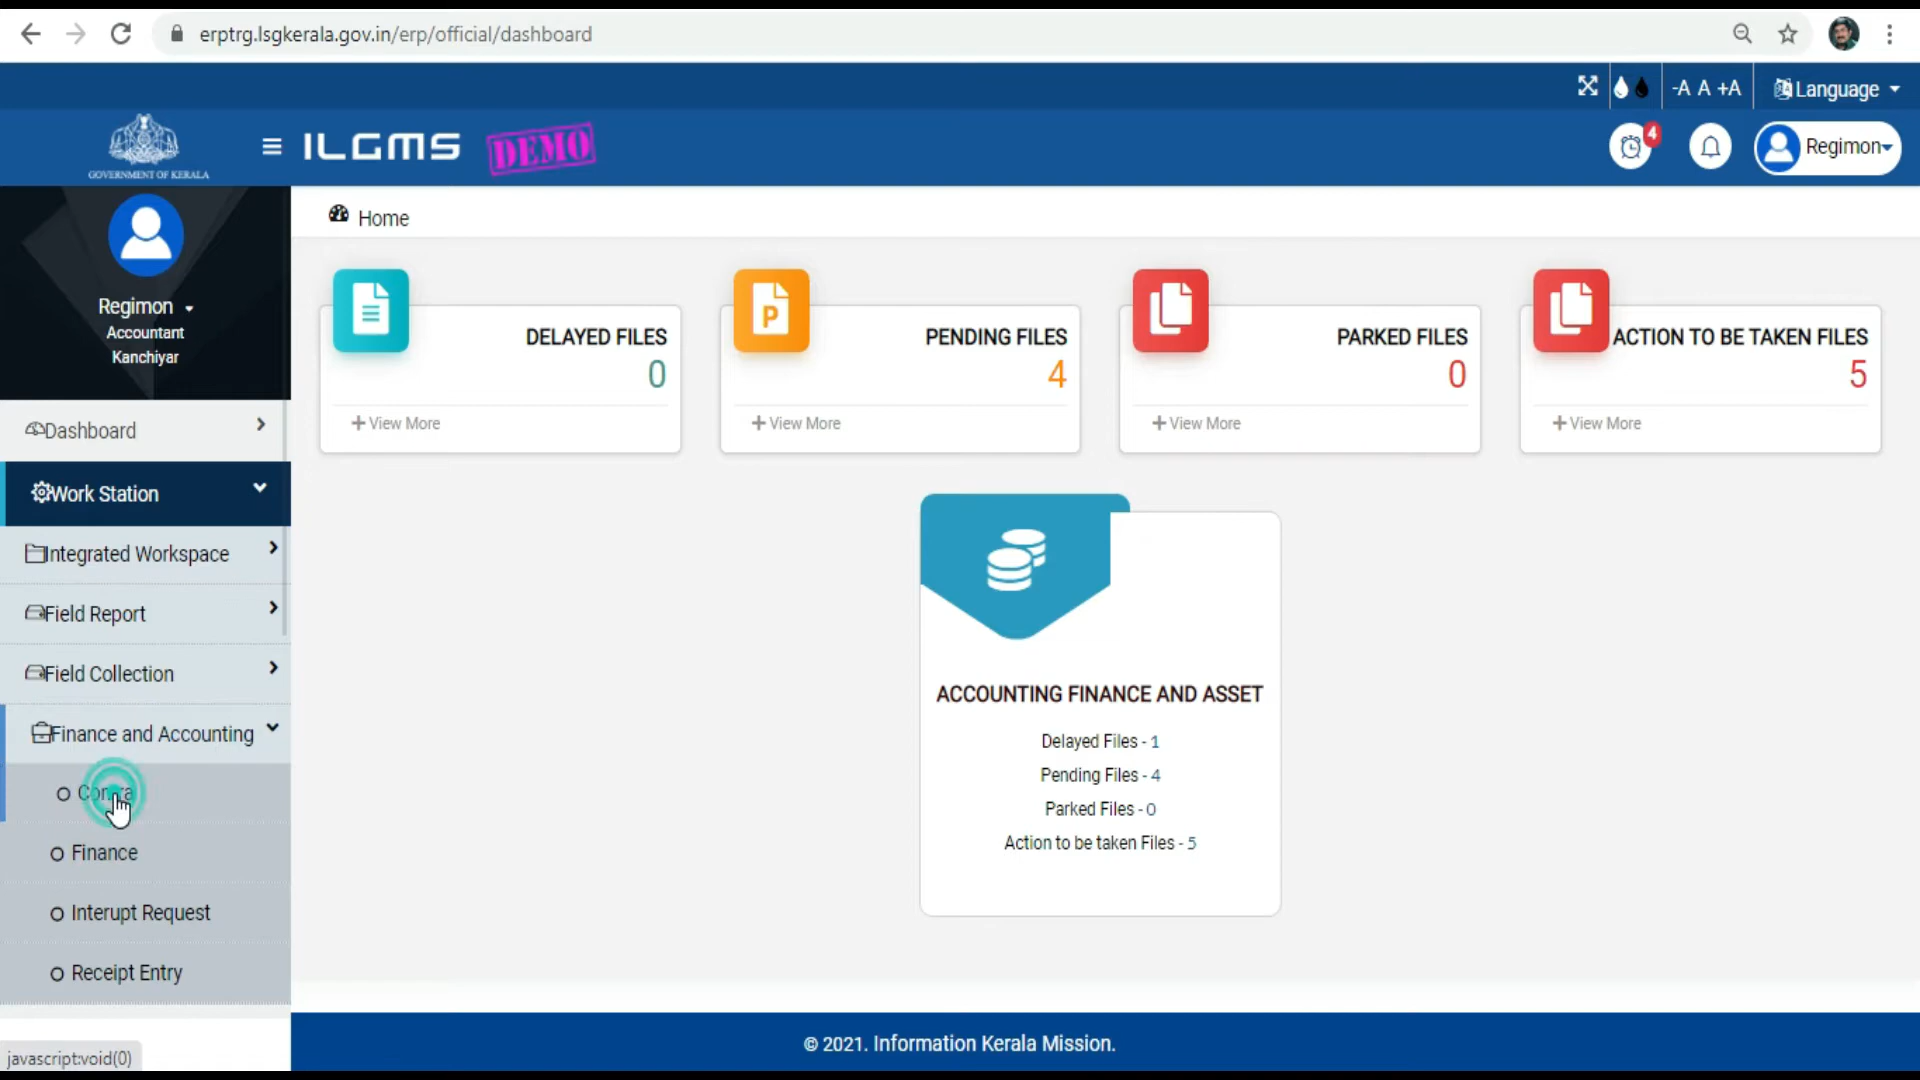 erptrg.lsgkerala.gov.in/erp/official/dashboard
-A A +A Language
GOVERNMENT OF KERALA
ILGMS DEMO
4
Regimon
Regimon
Accountant
Kanchiyar
Home
DELAYED FILES
0
View More
PENDING FILES
4
View More
PARKED FILES
0
View More
ACTION TO BE TAKEN FILES
5
View More
Dashboard
Work Station
Integrated Workspace
Field Report
Field Collection
Finance and Accounting
Finance
Interupt Request
Receipt Entry
ACCOUNTING FINANCE AND ASSET
Delayed Files - 1
Pending Files - 4
Parked Files - 0
Action to be taken Files - 5
javascript:void(0)
© 2021. Information Kerala Mission.